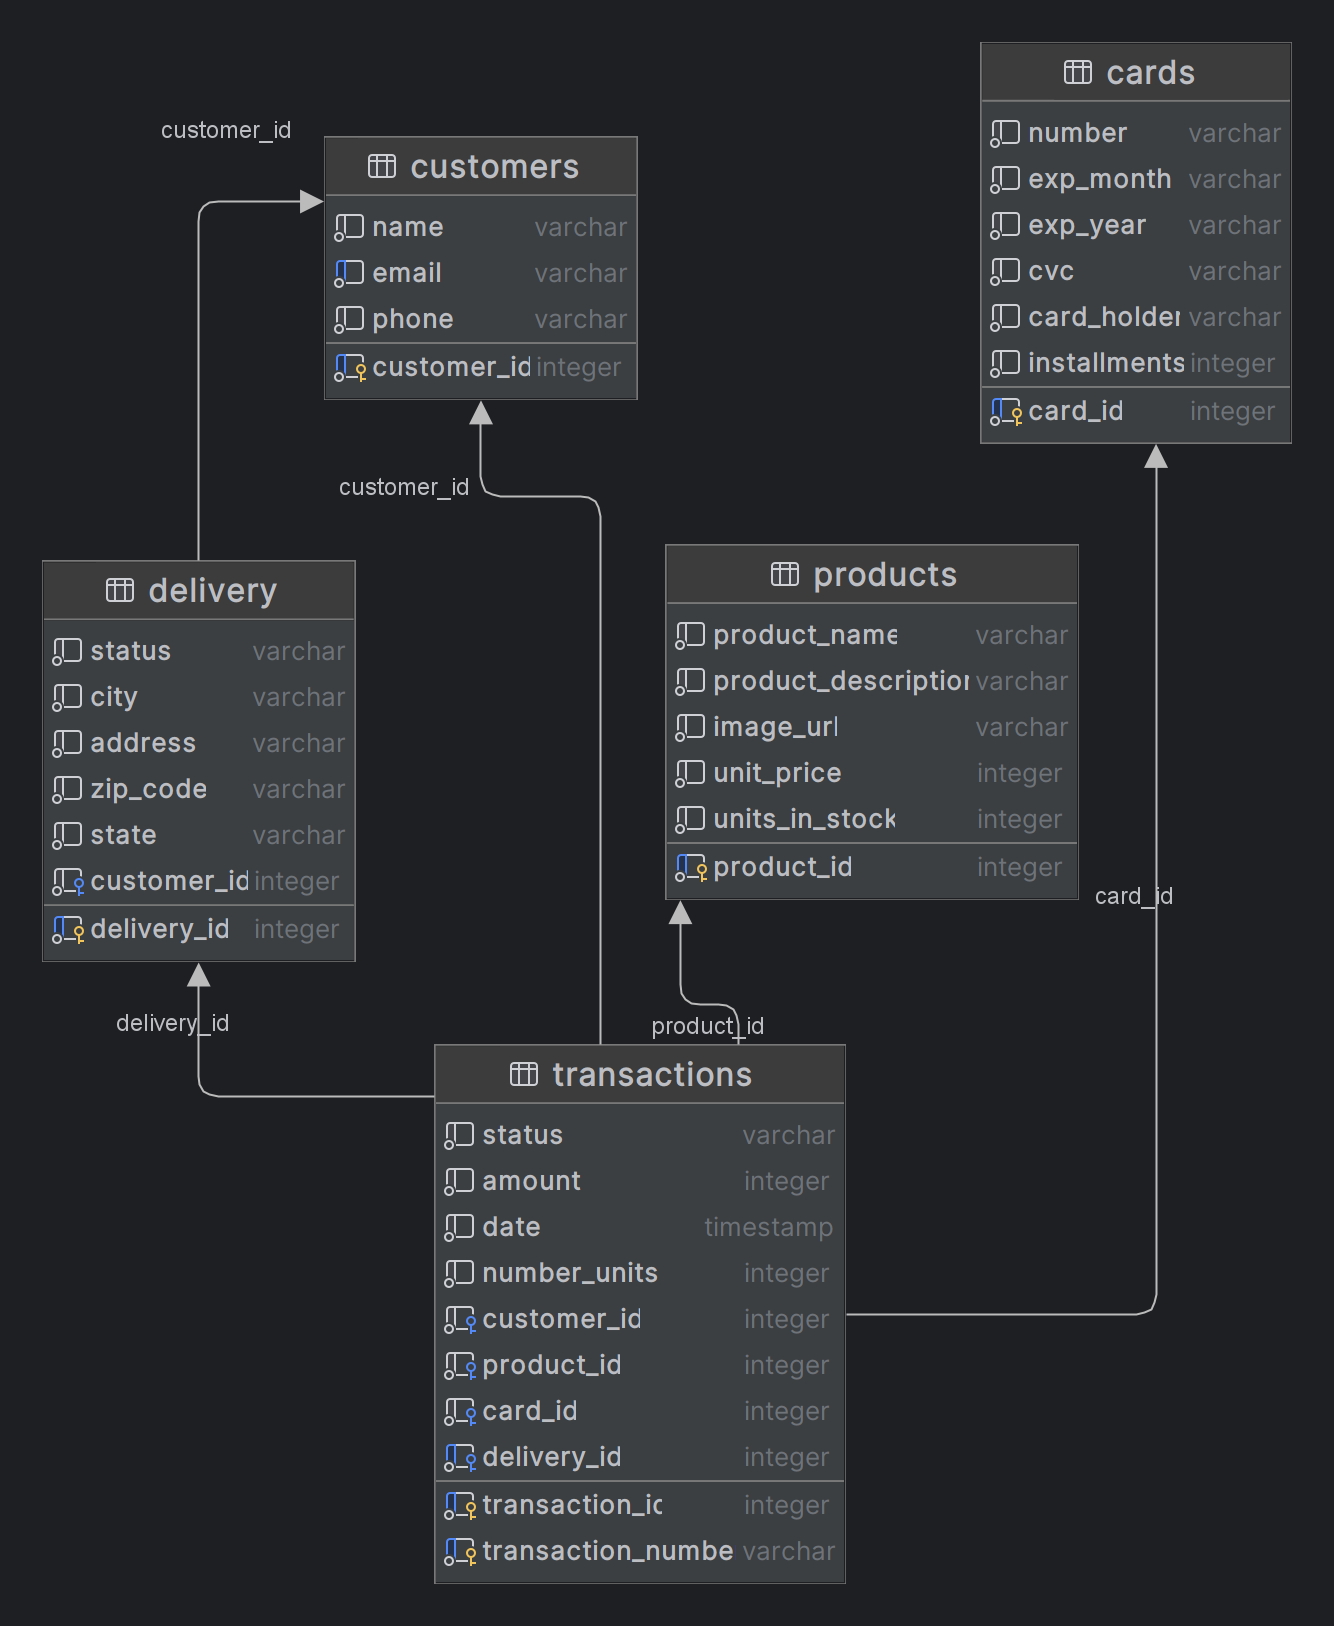 cards
number varchar
exp_month varchar
exp_year varchar
cvc varchar
card_holder varchar
installments integer
card_id integer
customer_id
customers
name varchar
email varchar
phone varchar
customer_id integer
customer_id
delivery
status varchar
city varchar
address varchar
zip_code varchar
state varchar
customer_id integer
delivery_id integer
products
product_name varchar
product_description varchar
image_url varchar
unit_price integer
units_in_stock integer
product_id integer
card_id
delivery_id
product_id
transactions
status varchar
amount integer
date timestamp
number_units integer
customer_id integer
product_id integer
card_id integer
delivery_id integer
transaction_id integer
transaction_numbe varchar